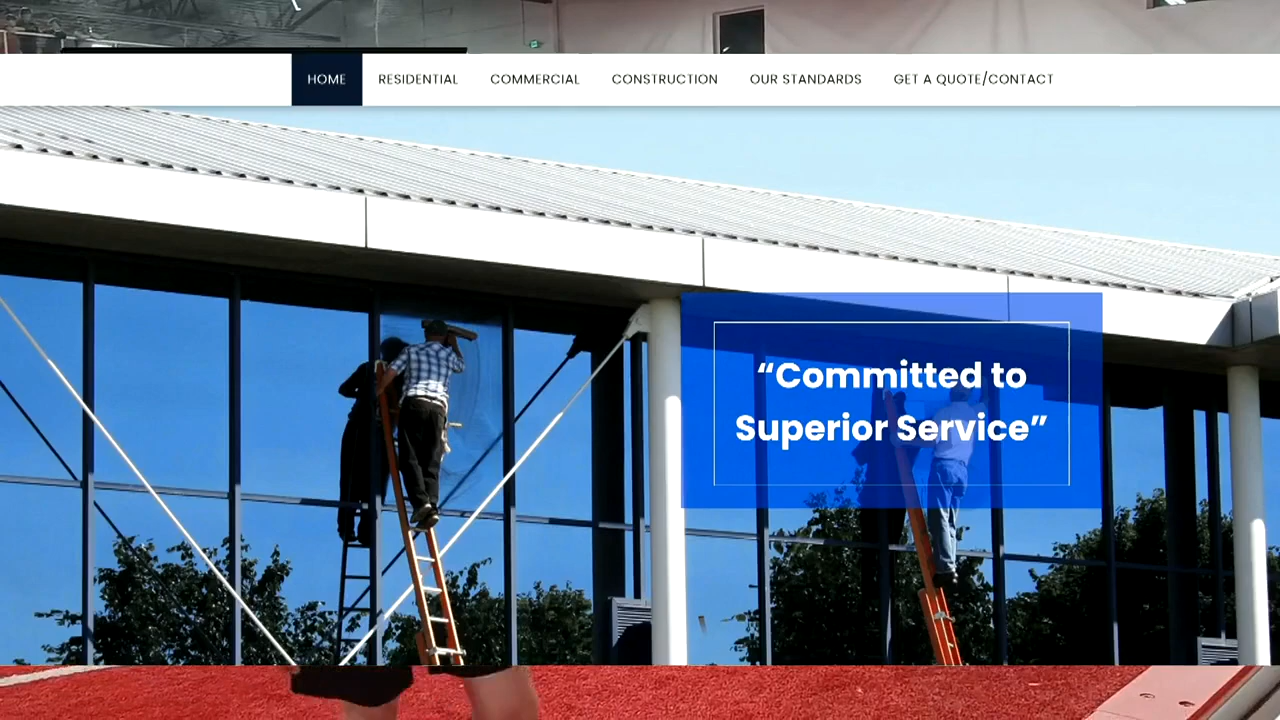 HOME RESIDENTIAL COMMERCIAL CONSTRUCTION OUR STANDARDS GET A QUOTE/CONTACT
“Committed to
Superior Service”